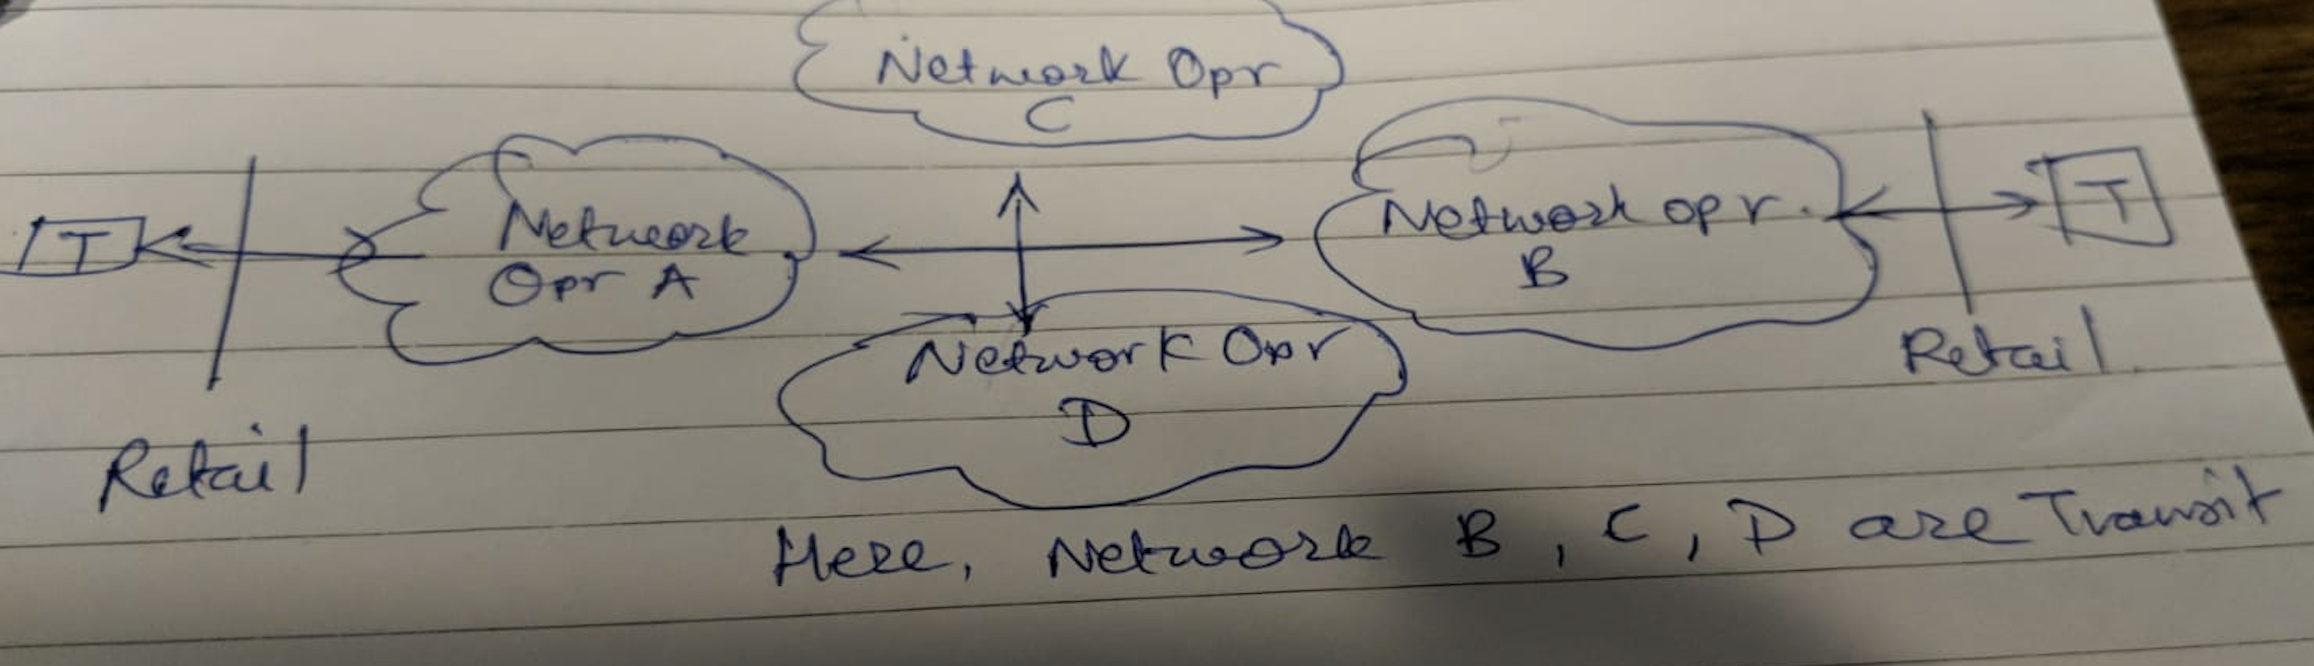 Network Opr
C
T
Network
Opr A
Network opr.
B
T
Network Opr
D
Retail
Retail
Here, Network B, C, D are Transit